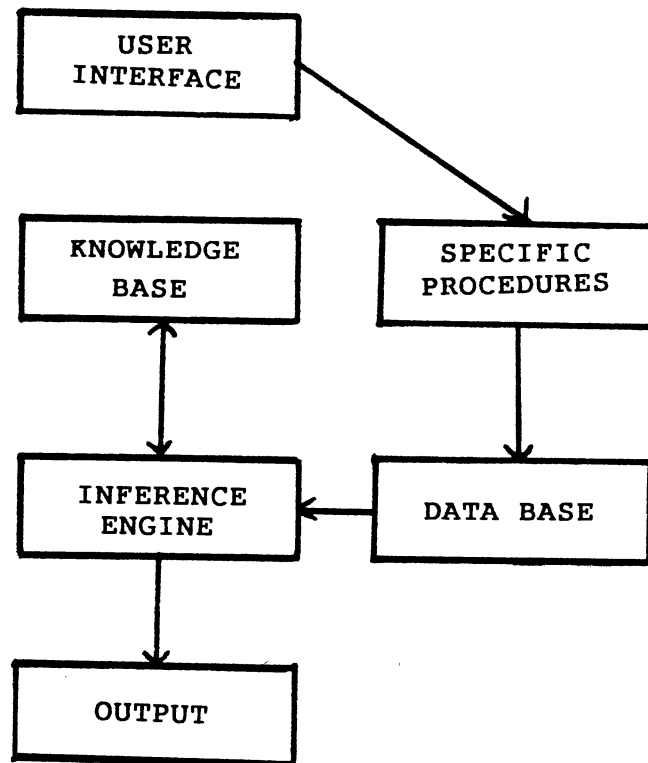 USER
INTERFACE
KNOWLEDGE
BASE
SPECIFIC
PROCEDURES
INFERENCE
ENGINE
DATA BASE
OUTPUT